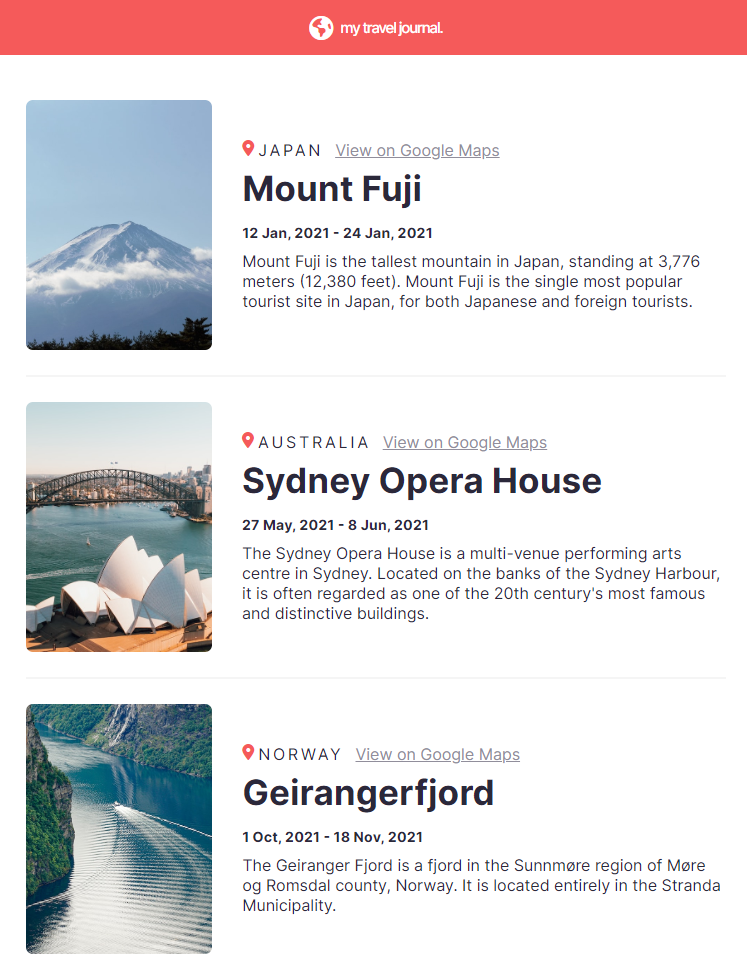 my travel journal.
JAPAN View on Google Maps
Mount Fuji
12 Jan, 2021 - 24 Jan, 2021
Mount Fuji is the tallest mountain in Japan, standing at 3,776
meters (12,380 feet). Mount Fuji is the single most popular
tourist site in Japan, for both Japanese and foreign tourists.
AUSTRALIA View on Google Maps
Sydney Opera House
27 May, 2021 - 8 Jun, 2021
The Sydney Opera House is a multi-venue performing arts
centre in Sydney. Located on the banks of the Sydney Harbour,
it is often regarded as one of the 20th century's most famous
and distinctive buildings.
NORWAY View on Google Maps
Geirangerfjord
1 Oct, 2021 - 18 Nov, 2021
The Geiranger Fjord is a fjord in the Sunnmøre region of Møre
og Romsdal county, Norway. It is located entirely in the Stranda
Municipality.